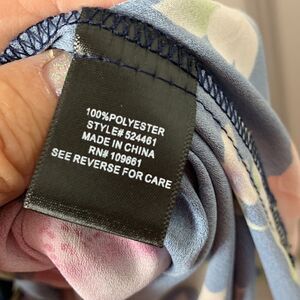 100%POLYESTER
STYLE# 524461
MADE IN CHINA
RN# 109661
SEE REVERSE FOR CARE